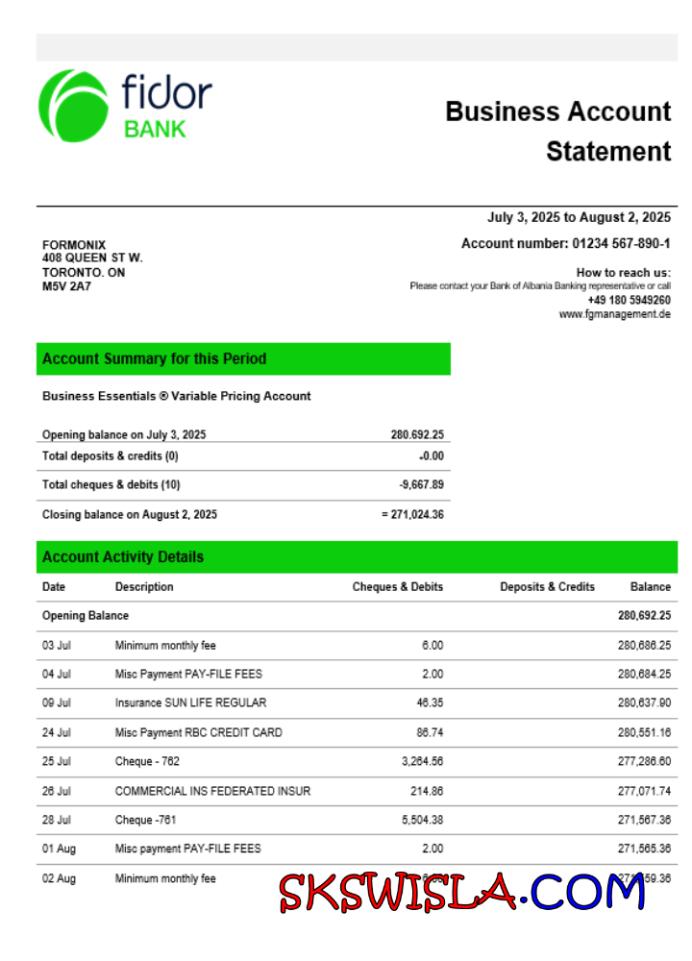 fidor
BANK
Business Account
Statement
July 3, 2025 to August 2, 2025
FORMONIX
408 QUEEN ST W.
TORONTO. ON
M5V 2A7
Account number: 01234 567-890-1
How to reach us:
Please contact your Bank of Albania Banking representative or call
+49 180 5949260
www.fgmanagement.de
Account Summary for this Period
Business Essentials ® Variable Pricing Account
Opening balance on July 3, 2025 280.692.25
Total deposits & credits (0) -0.00
Total cheques & debits (10) -9,667.89
Closing balance on August 2, 2025 = 271,024.36
Account Activity Details
Date Description Cheques & Debits Deposits & Credits Balance
Opening Balance 280,692.25
03 Jul Minimum monthly fee 6.00 280,686.25
04 Jul Misc Payment PAY-FILE FEES 2.00 280,684.25
09 Jul Insurance SUN LIFE REGULAR 46.35 280,637.90
24 Jul Misc Payment RBC CREDIT CARD 86.74 280,551.16
25 Jul Cheque - 762 3,264.56 277,286.60
26 Jul COMMERCIAL INS FEDERATED INSUR 214.86 277,071.74
28 Jul Cheque -761 5,504.38 271,567.36
01 Aug Misc payment PAY-FILE FEES 2.00 271,565.36
02 Aug Minimum monthly fee
SKSWISLA.COM